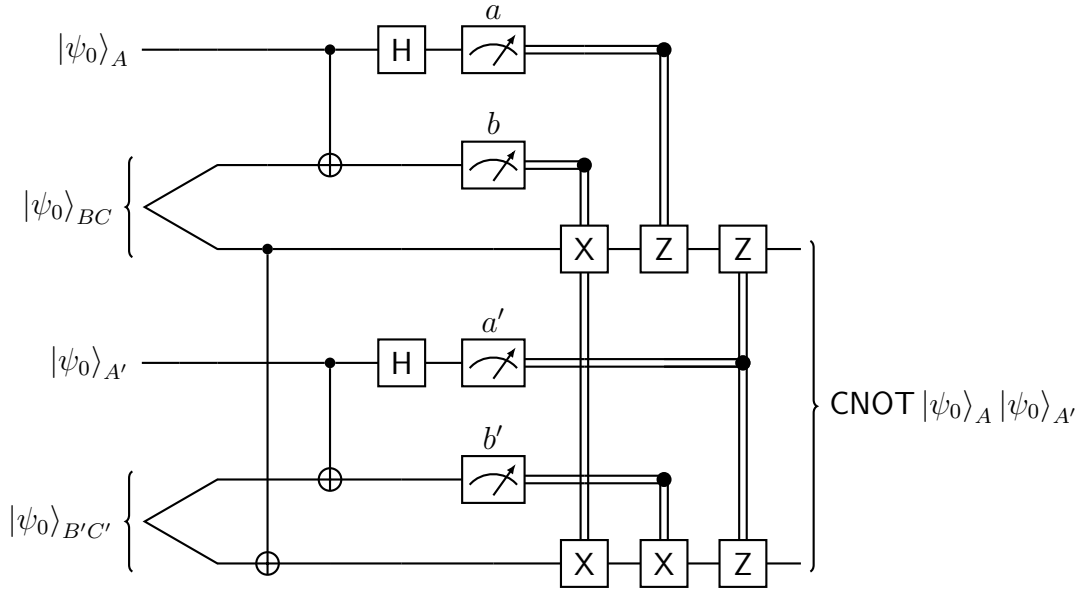 a
|ψ₀⟩_A H
b
|ψ₀⟩_BC
X Z Z
a′
|ψ₀⟩_A′ H
CNOT |ψ₀⟩_A |ψ₀⟩_A′
b′
|ψ₀⟩_B′C′
X X Z